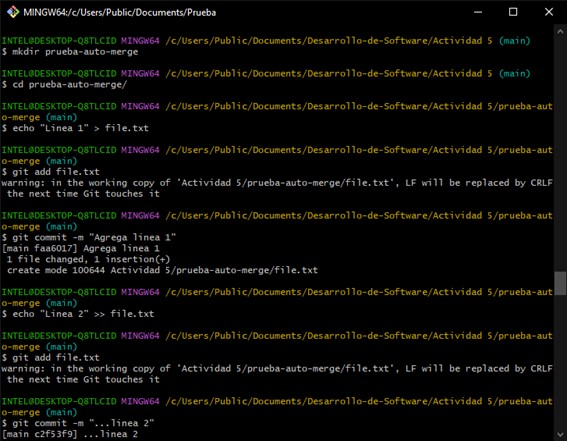 MINGW64:/c/Users/Public/Documents/Prueba
INTEL@DESKTOP-Q8TLCID MINGW64 /c/Users/Public/Documents/Desarrollo-de-Software/Actividad 5 (main)
$ mkdir prueba-auto-merge
INTEL@DESKTOP-Q8TLCID MINGW64 /c/Users/Public/Documents/Desarrollo-de-Software/Actividad 5 (main)
$ cd prueba-auto-merge/
INTEL@DESKTOP-Q8TLCID MINGW64 /c/Users/Public/Documents/Desarrollo-de-Software/Actividad 5/prueba-aut
o-merge (main)
$ echo "Linea 1" > file.txt
INTEL@DESKTOP-Q8TLCID MINGW64 /c/Users/Public/Documents/Desarrollo-de-Software/Actividad 5/prueba-aut
o-merge (main)
$ git add file.txt
warning: in the working copy of 'Actividad 5/prueba-auto-merge/file.txt', LF will be replaced by CRLF
 the next time Git touches it
INTEL@DESKTOP-Q8TLCID MINGW64 /c/Users/Public/Documents/Desarrollo-de-Software/Actividad 5/prueba-aut
o-merge (main)
$ git commit -m "Agrega linea 1"
[main faa6017] Agrega linea 1
 1 file changed, 1 insertion(+)
 create mode 100644 Actividad 5/prueba-auto-merge/file.txt
INTEL@DESKTOP-Q8TLCID MINGW64 /c/Users/Public/Documents/Desarrollo-de-Software/Actividad 5/prueba-aut
o-merge (main)
$ echo "Linea 2" >> file.txt
INTEL@DESKTOP-Q8TLCID MINGW64 /c/Users/Public/Documents/Desarrollo-de-Software/Actividad 5/prueba-aut
o-merge (main)
$ git add file.txt
warning: in the working copy of 'Actividad 5/prueba-auto-merge/file.txt', LF will be replaced by CRLF
 the next time Git touches it
INTEL@DESKTOP-Q8TLCID MINGW64 /c/Users/Public/Documents/Desarrollo-de-Software/Actividad 5/prueba-aut
o-merge (main)
$ git commit -m "...linea 2"
[main c2f53f9] ...linea 2